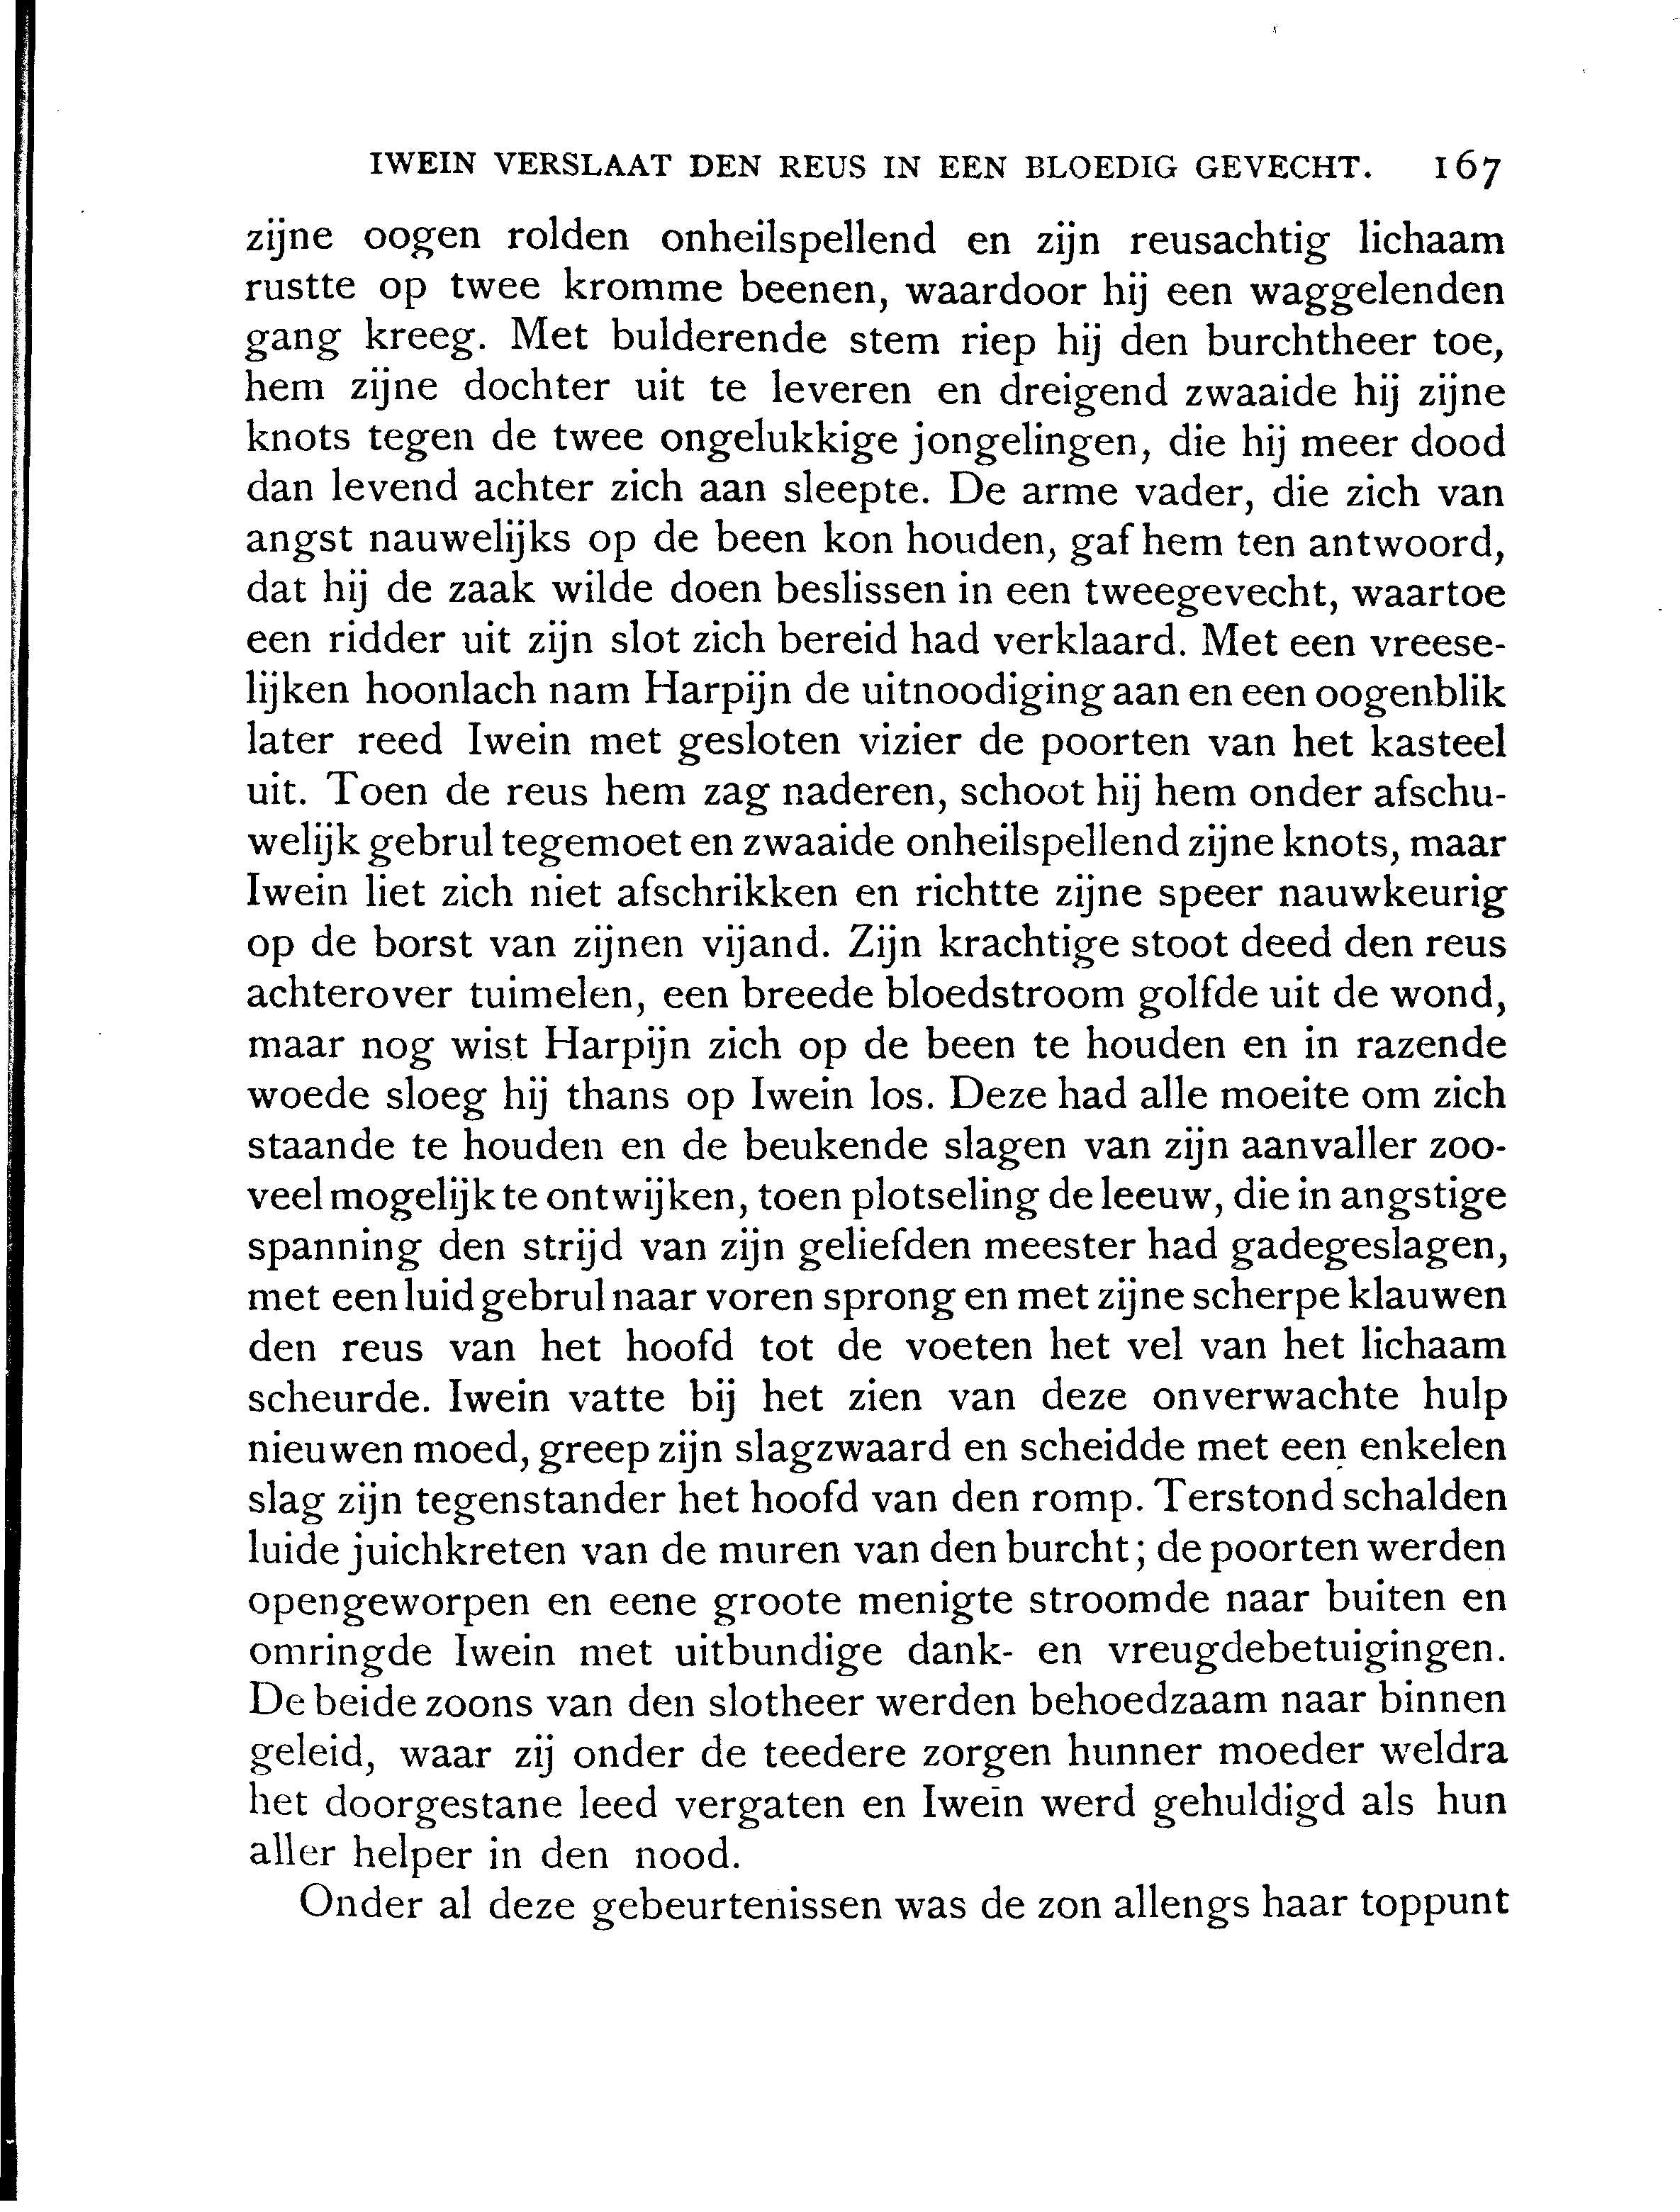 IWEIN VERSLAAT DEN REUS IN EEN BLOEDIG GEVECHT. 167
zijne oogen rolden onheilspellend en zijn reusachtig lichaam
rustte op twee kromme beenen, waardoor hij een waggelenden
gang kreeg. Met bulderende stem riep hij den burchtheer toe,
hem zijne dochter uit te leveren en dreigend zwaaide hij zijne
knots tegen de twee ongelukkige jongelingen, die hij meer dood
dan levend achter zich aan sleepte. De arme vader, die zich van
angst nauwelijks op de been kon houden, gaf hem ten antwoord,
dat hij de zaak wilde doen beslissen in een tweegevecht, waartoe
een ridder uit zijn slot zich bereid had verklaard. Met een vreese-
lijken hoonlach nam Harpijn de uitnoodiging aan en een oogenblik
later reed Iwein met gesloten vizier de poorten van het kasteel
uit. Toen de reus hem zag naderen, schoot hij hem onder afschu-
welijk gebrul tegemoet en zwaaide onheilspellend zijne knots, maar
Iwein liet zich niet afschrikken en richtte zijne speer nauwkeurig
op de borst van zijnen vijand. Zijn krachtige stoot deed den reus
achterover tuimelen, een breede bloedstroom golfde uit de wond,
maar nog wist Harpijn zich op de been te houden en in razende
woede sloeg hij thans op Iwein los. Deze had alle moeite om zich
staande te houden en de beukende slagen van zijn aanvaller zoo-
veel mogelijk te ontwijken, toen plotseling de leeuw, die in angstige
spanning den strijd van zijn geliefden meester had gadegeslagen,
met een luid gebrul naar voren sprong en met zijne scherpe klauwen
den reus van het hoofd tot de voeten het vel van het lichaam
scheurde. Iwein vatte bij het zien van deze onverwachte hulp
nieuwen moed, greep zijn slagzwaard en scheidde met een enkelen
slag zijn tegenstander het hoofd van den romp. Terstond schalden
luide juichkreten van de muren van den burcht; de poorten werden
opengeworpen en eene groote menigte stroomde naar buiten en
omringde Iwein met uitbundige dank- en vreugdebetuigingen.
De beide zoons van den slotheer werden behoedzaam naar binnen
geleid, waar zij onder de teedere zorgen hunner moeder weldra
het doorgestane leed vergaten en Iwein werd gehuldigd als hun
aller helper in den nood.
Onder al deze gebeurtenissen was de zon allengs haar toppunt